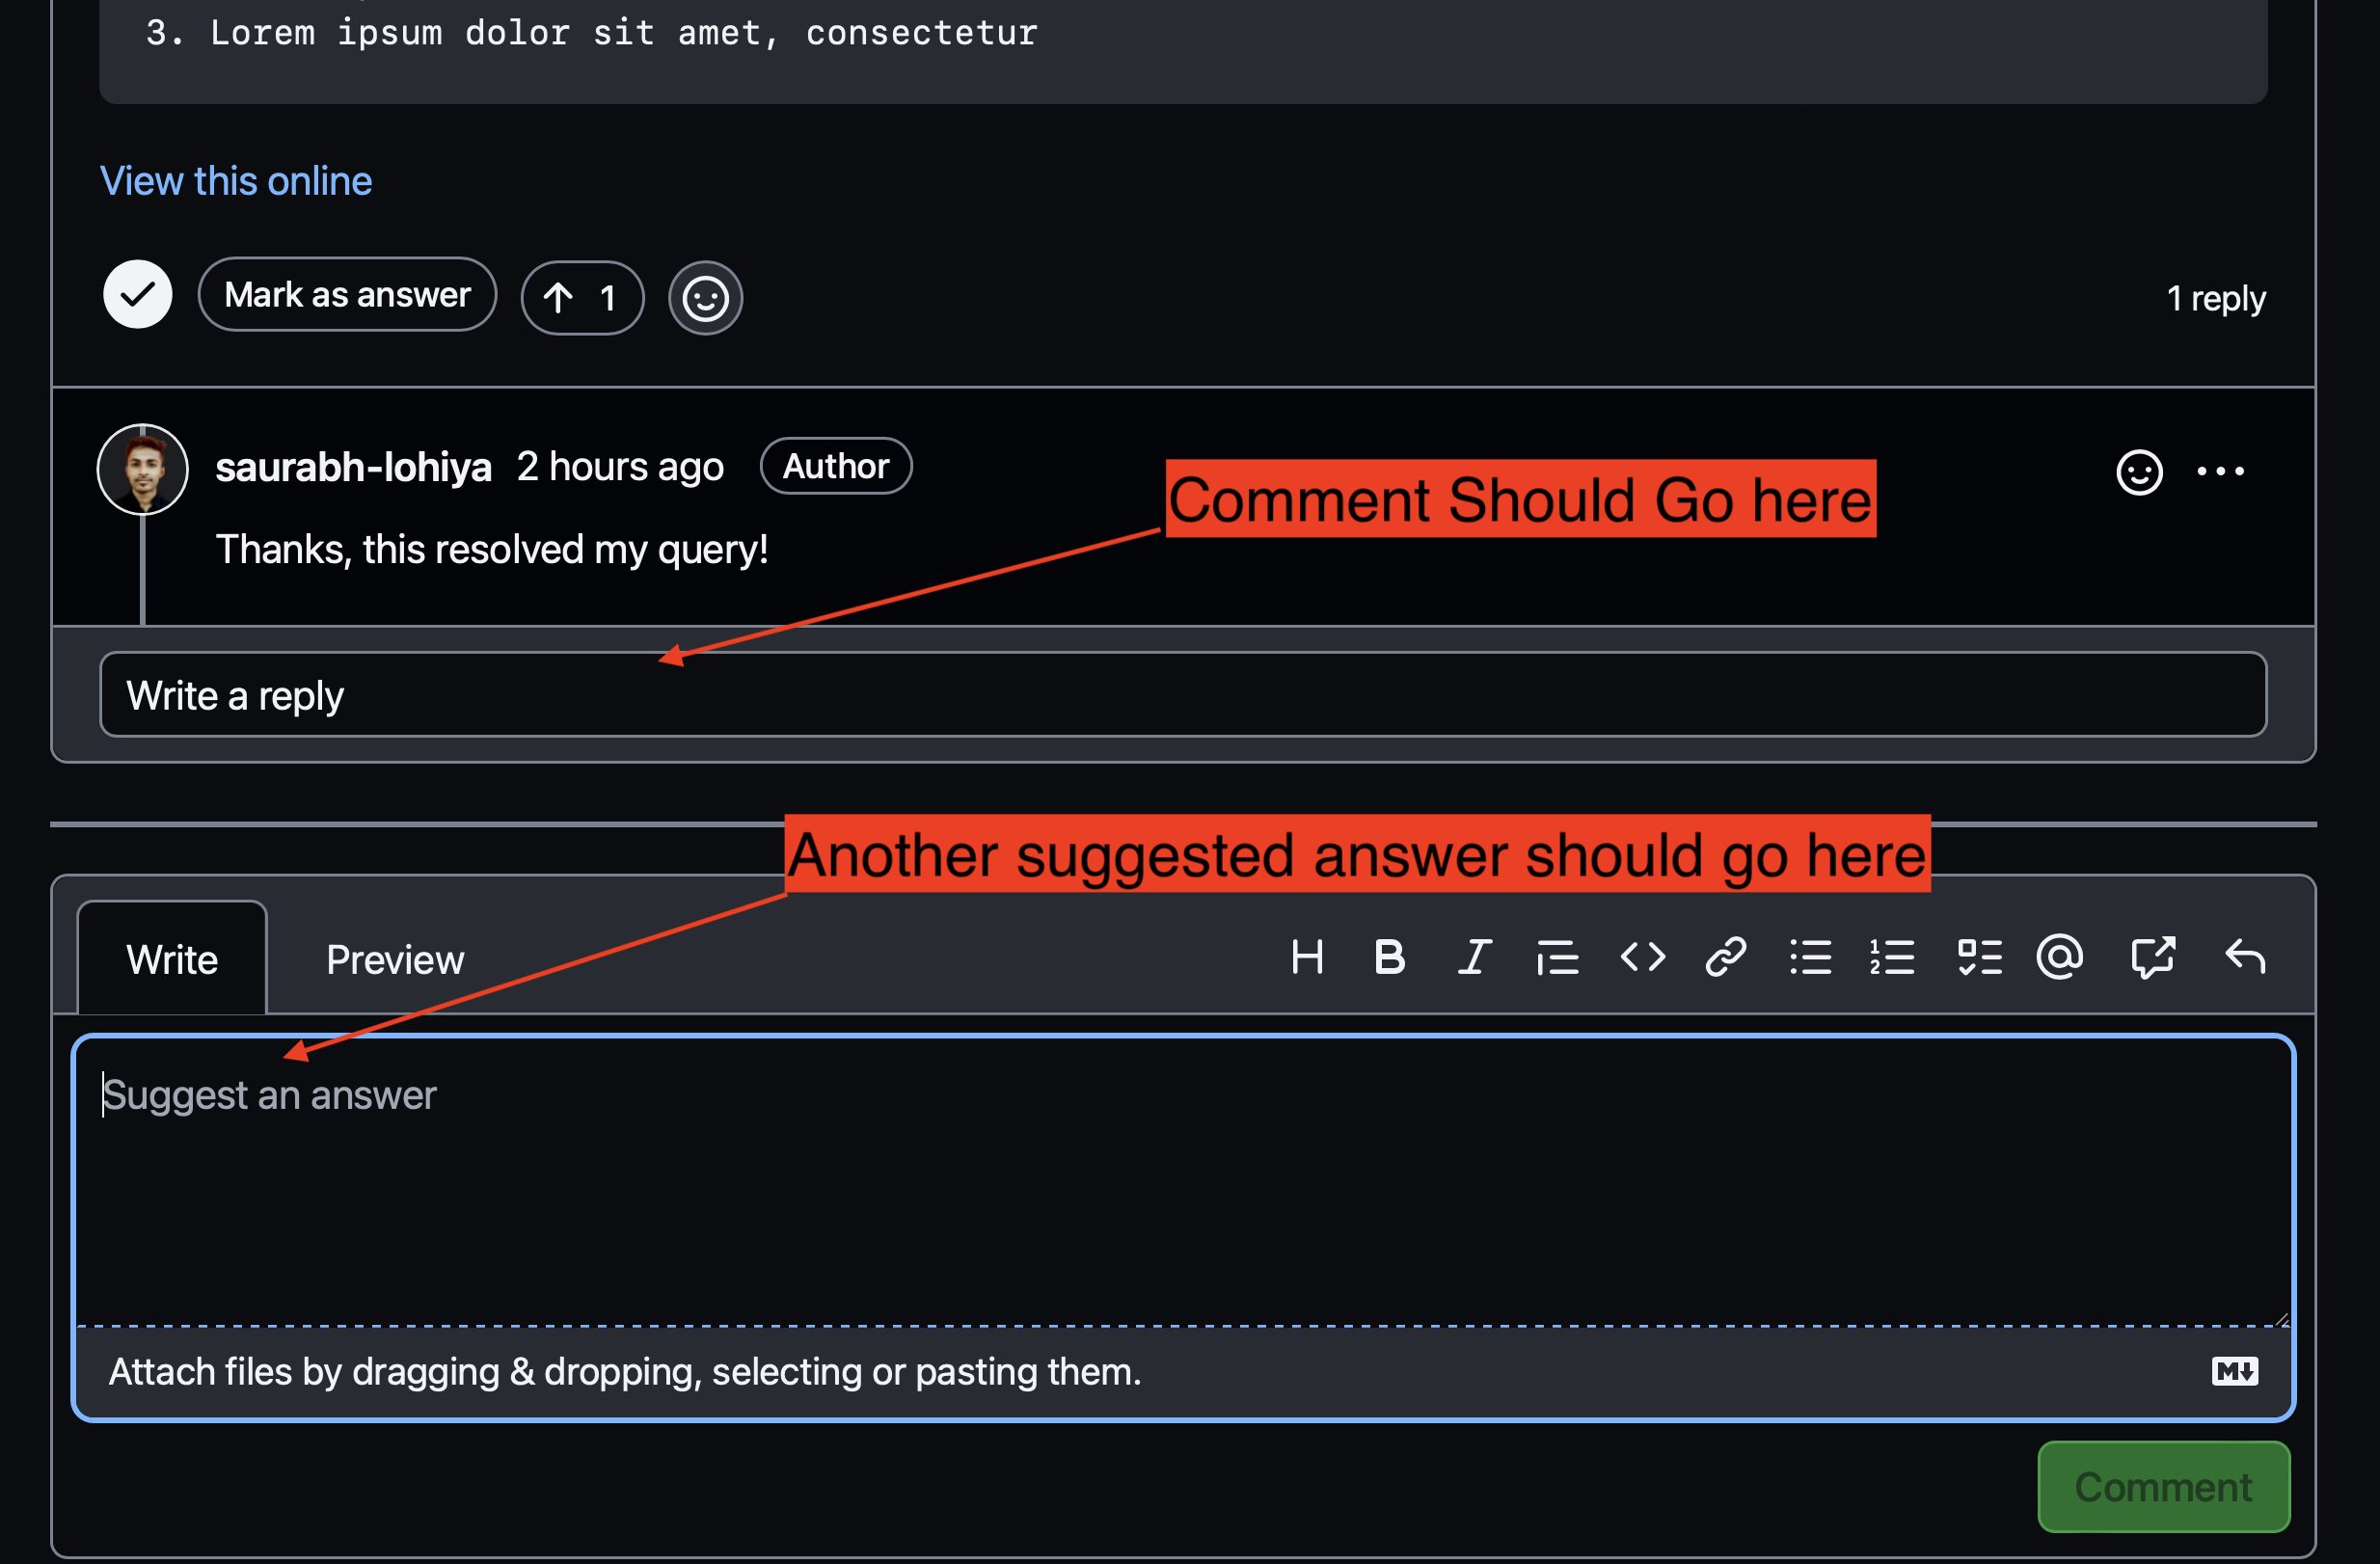 3. Lorem ipsum dolor sit amet, consectetur
View this online
Mark as answer
1
1 reply
saurabh-lohiya 2 hours ago Author
Comment Should Go here
Thanks, this resolved my query!
Write a reply
Another suggested answer should go here
Write Preview
Suggest an answer
Attach files by dragging & dropping, selecting or pasting them.
Comment